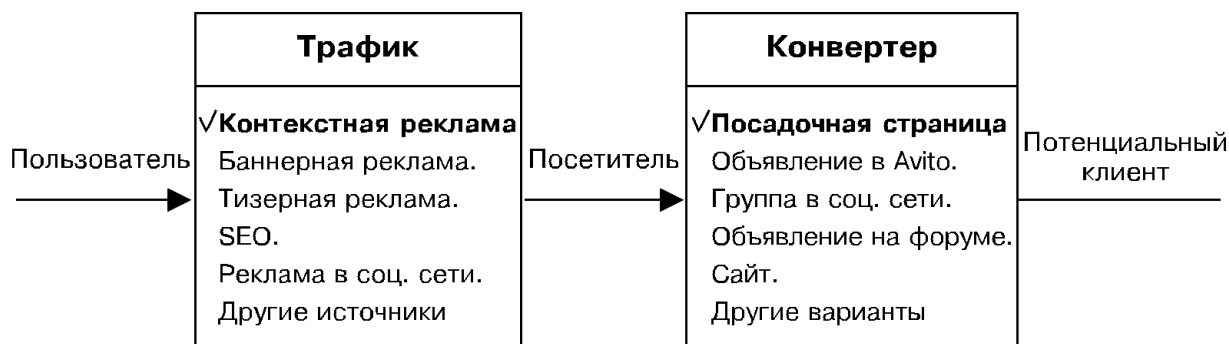 Трафик
Конвертер
Пользователь
✓Контекстная реклама
Баннерная реклама.
Тизерная реклама.
SEO.
Реклама в соц. сети.
Другие источники
Посетитель
✓Посадочная страница
Объявление в Avito.
Группа в соц. сети.
Объявление на форуме.
Сайт.
Другие варианты
Потенциальный
клиент